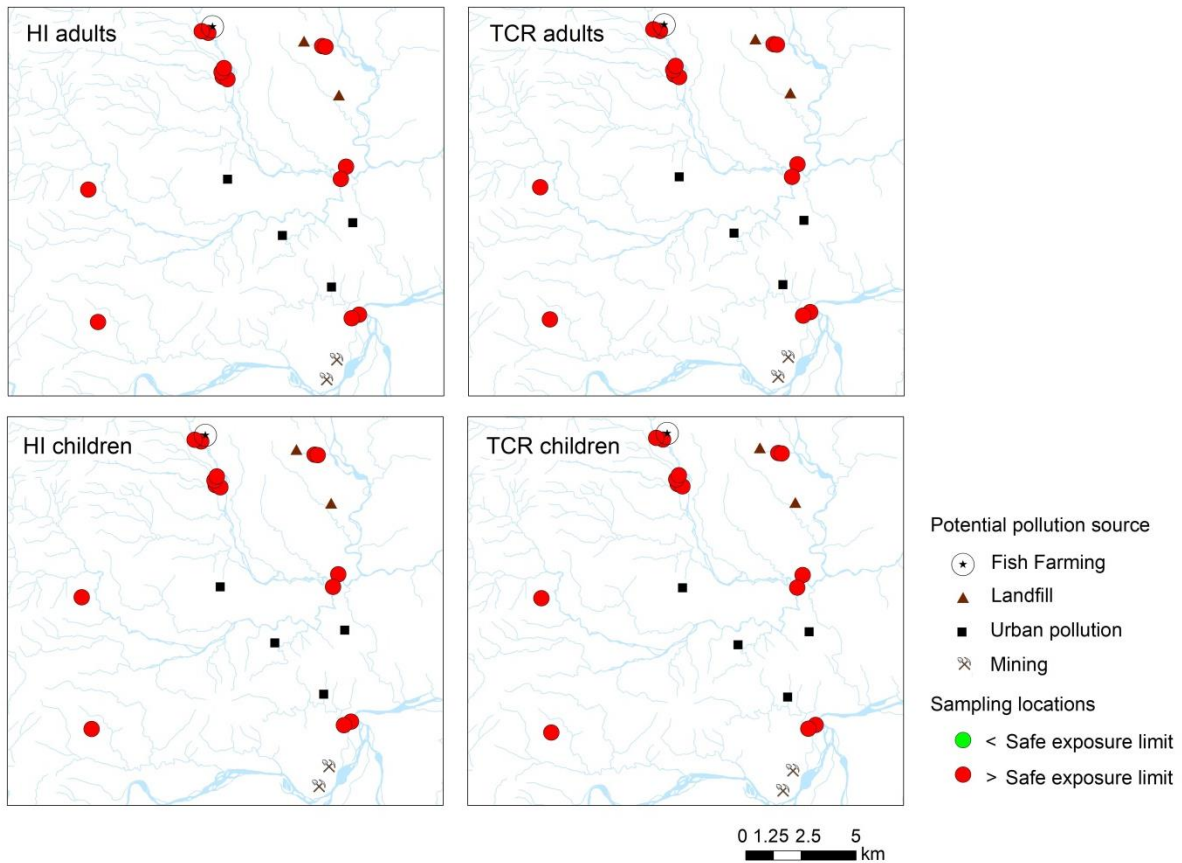 HI adults
TCR adults
HI children
TCR children
Potential pollution source
Fish Farming
Landfill
Urban pollution
Mining
Sampling locations
< Safe exposure limit
> Safe exposure limit
0 1.25 2.5 5
km